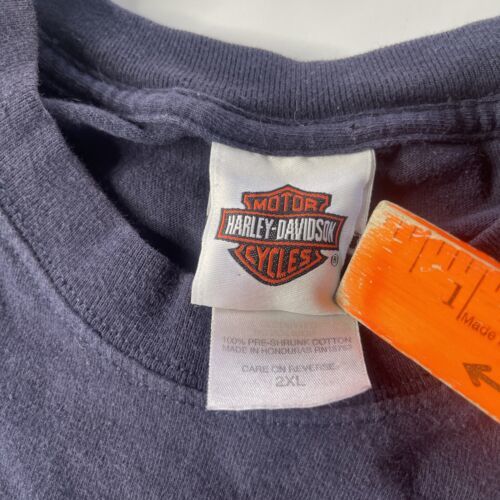 MOTOR
HARLEY-DAVIDSON
CYCLES
®
100% PRE-SHRUNK COTTON
MADE IN HONDURAS
CARE ON REVERSE
2XL
1
Made